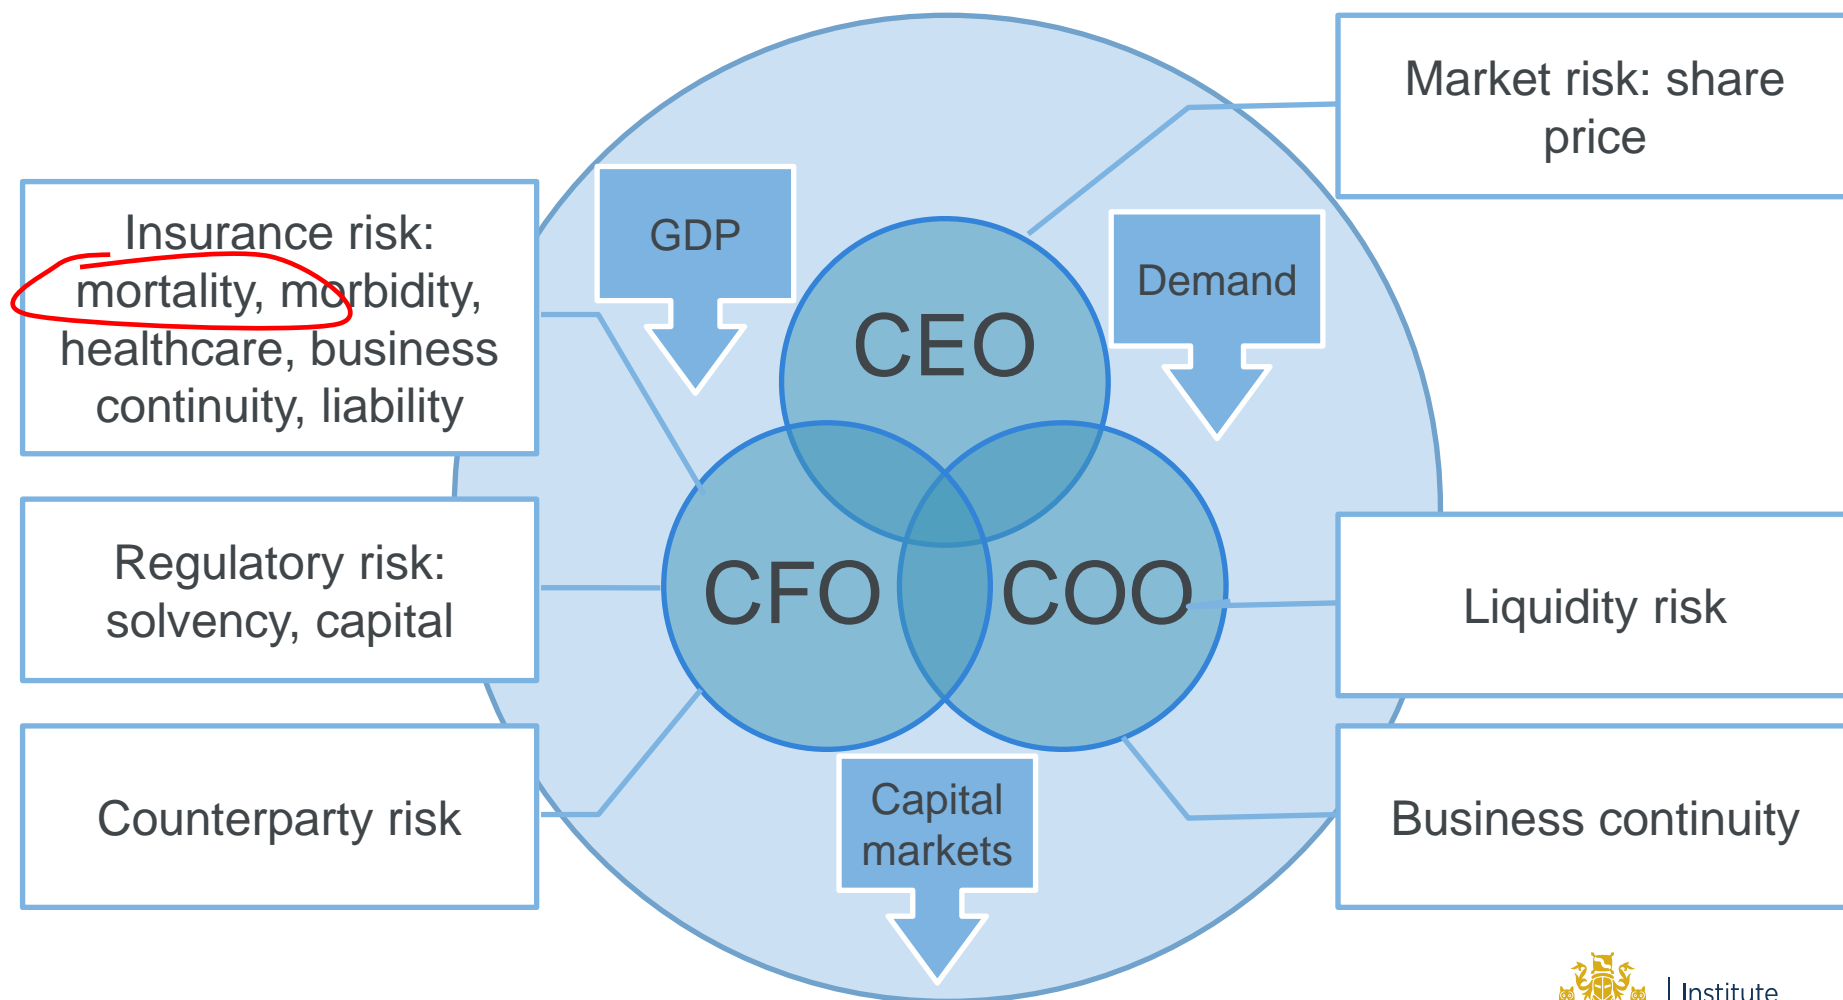 Market risk: share
price
Insurance risk:
mortality, morbidity,
healthcare, business
continuity, liability
GDP
Demand
CEO
Regulatory risk:
solvency, capital
CFO
COO
Liquidity risk
Counterparty risk
Capital
markets
Business continuity
Institute